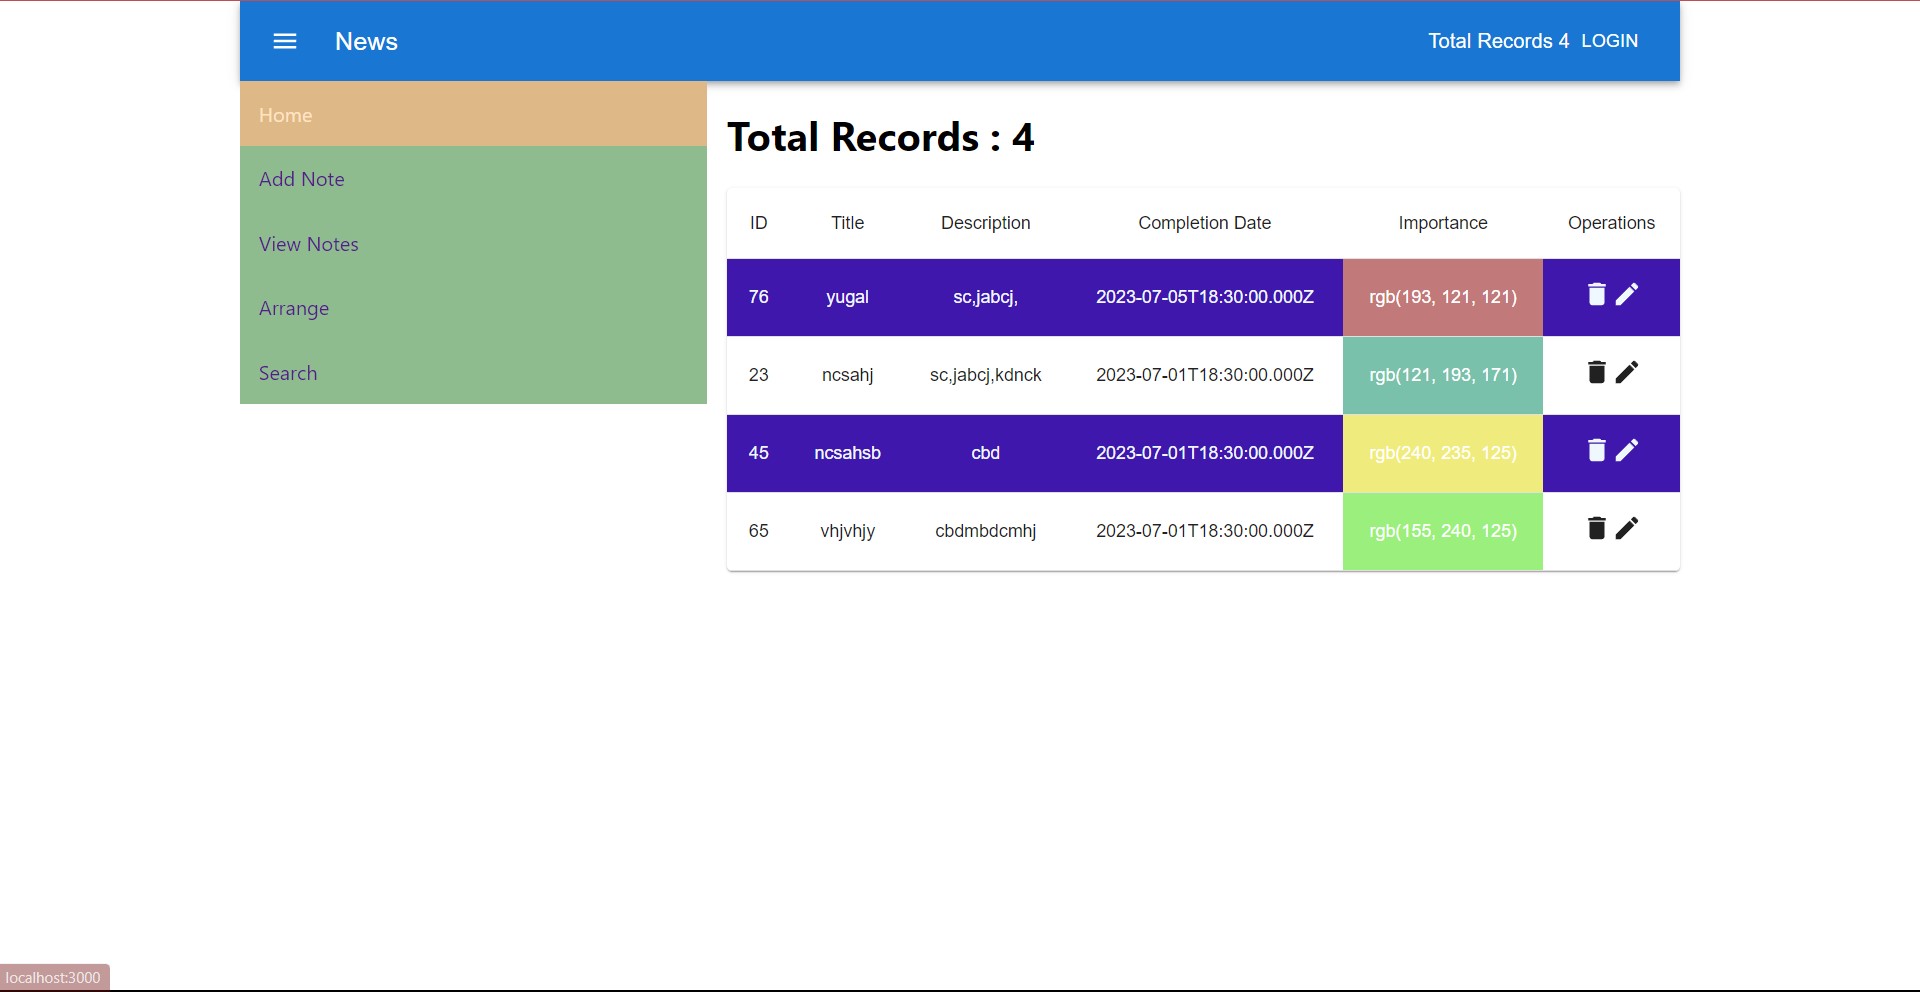 News Total Records 4 LOGIN
Home
Add Note
View Notes
Arrange
Search
Total Records : 4
ID Title Description Completion Date Importance Operations
76 yugal sc,jabcj, 2023-07-05T18:30:00.000Z rgb(193, 121, 121)
23 ncsahj sc,jabcj,kdnck 2023-07-01T18:30:00.000Z rgb(121, 193, 171)
45 ncsahsb cbd 2023-07-01T18:30:00.000Z rgb(240, 235, 125)
65 vhjvhjy cbdmbdcmhj 2023-07-01T18:30:00.000Z rgb(155, 240, 125)
localhost:3000